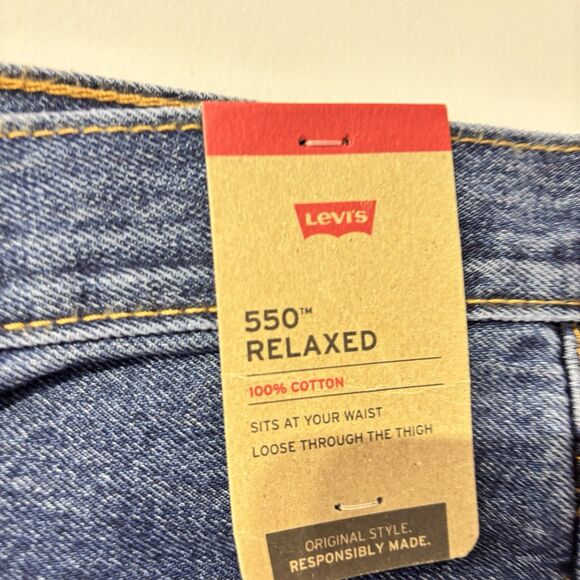 LEVI'S
550™
RELAXED
100% COTTON
SITS AT YOUR WAIST
LOOSE THROUGH THE THIGH
ORIGINAL STYLE.
RESPONSIBLY MADE.